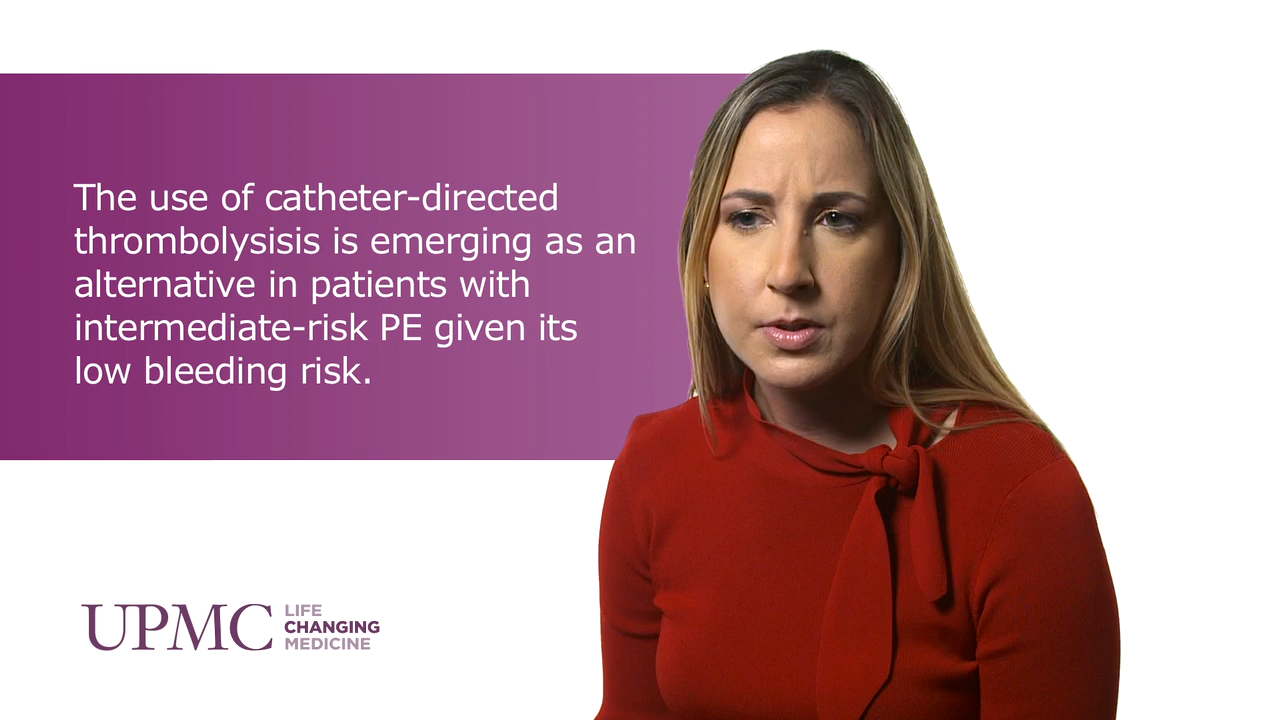 The use of catheter-directed
thrombolysisis is emerging as an
alternative in patients with
intermediate-risk PE given its
low bleeding risk.
UPMC
LIFE
CHANGING
MEDICINE